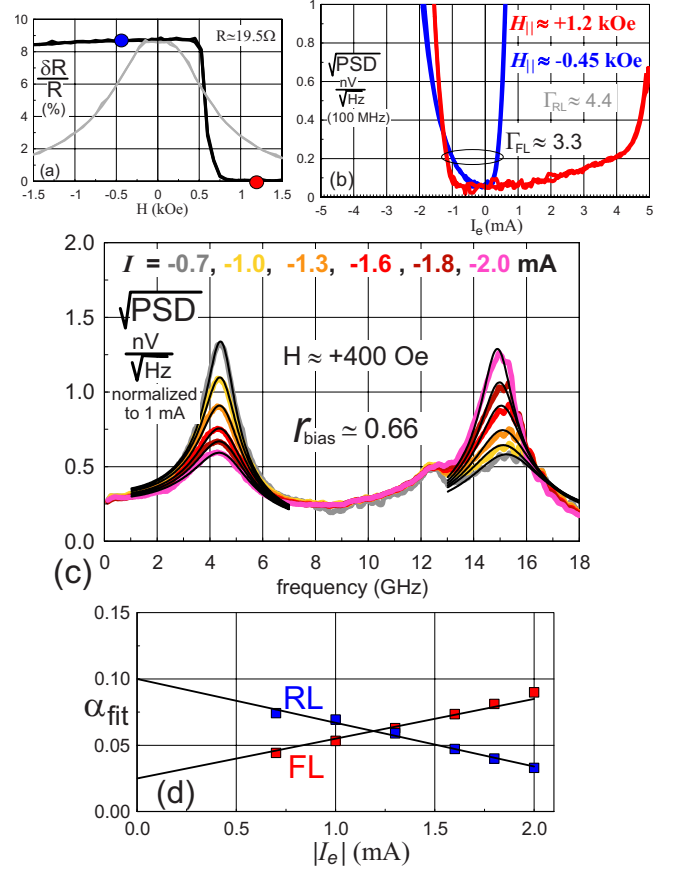 10
8
6
4
2
0
δR
R
(%)
R≃19.5Ω
(a)
-1.5 -1.0 -0.5 0 0.5 1.0 1.5
H (kOe)
1
0.8
0.6
0.4
0.2
0
√PSD
nV
√Hz
(100 MHz)
H|| ≈ +1.2 kOe
H|| ≈ -0.45 kOe
Γ_RL ≈ 4.4
Γ_FL ≈ 3.3
(b)
-5 -4 -3 -2 -1 0 1 2 3 4 5
I_e (mA)
2.0
1.5
1.0
0.5
0.0
I = -0.7, -1.0, -1.3, -1.6 , -1.8, -2.0 mA
√PSD
nV
√Hz
normalized
to 1 mA
H ≈ +400 Oe
r_bias ≃ 0.66
0 2 4 6 8 10 12 14 16 18
(c)
frequency (GHz)
0.15
0.10
0.05
0.00
α_fit
RL
FL
(d)
0.0 0.5 1.0 1.5 2.0
|I_e| (mA)